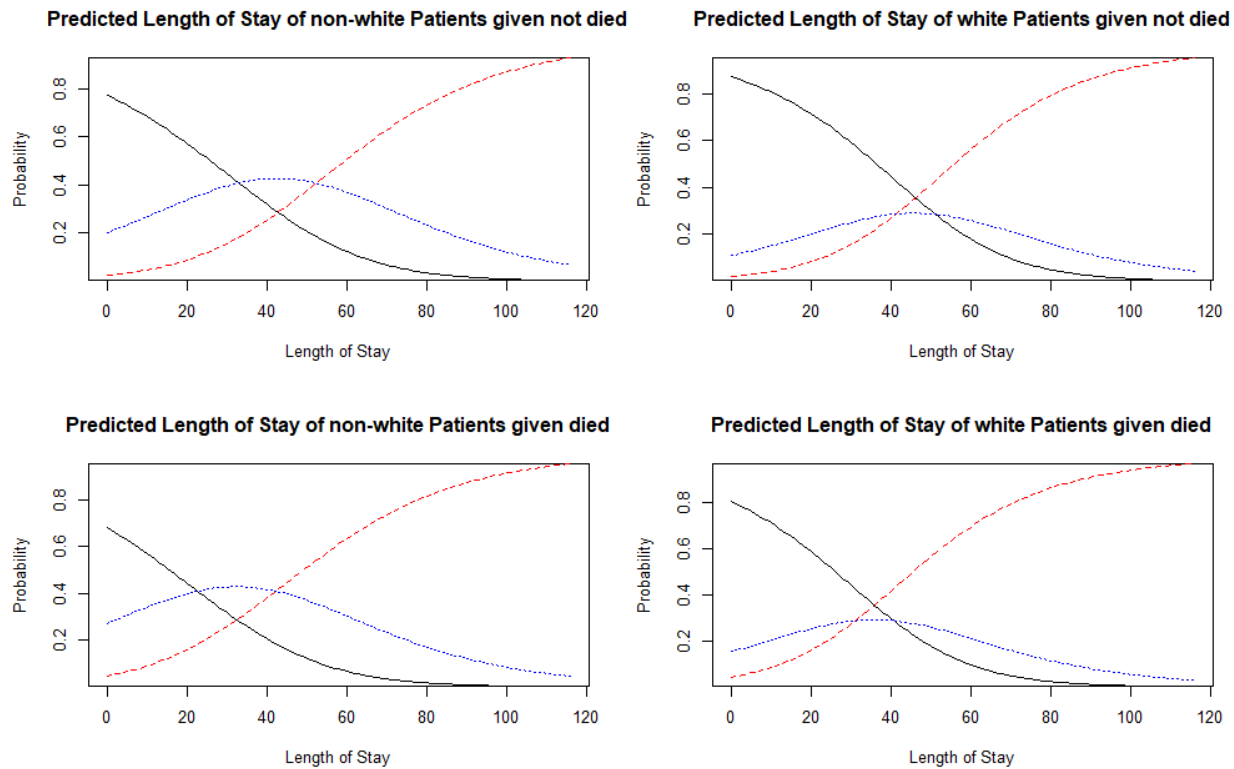 Predicted Length of Stay of non-white Patients given not died
Probability
0.2 0.4 0.6 0.8
0 20 40 60 80 100 120
Length of Stay
Predicted Length of Stay of white Patients given not died
Probability
0.2 0.4 0.6 0.8
0 20 40 60 80 100 120
Length of Stay
Predicted Length of Stay of non-white Patients given died
Probability
0.2 0.4 0.6 0.8
0 20 40 60 80 100 120
Length of Stay
Predicted Length of Stay of white Patients given died
Probability
0.2 0.4 0.6 0.8
0 20 40 60 80 100 120
Length of Stay